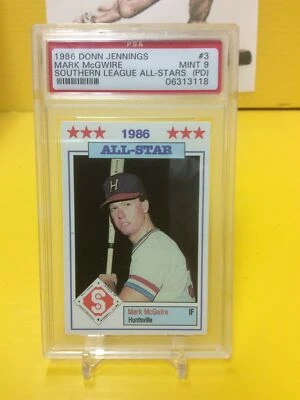 PSA
1986 DONN JENNINGS #3
MARK McGWIRE MINT 9
SOUTHERN LEAGUE ALL-STARS (PD)
06313118
★★★ 1986 ★★★
ALL-STAR
H
S
Mark McGwire IF
Huntsville